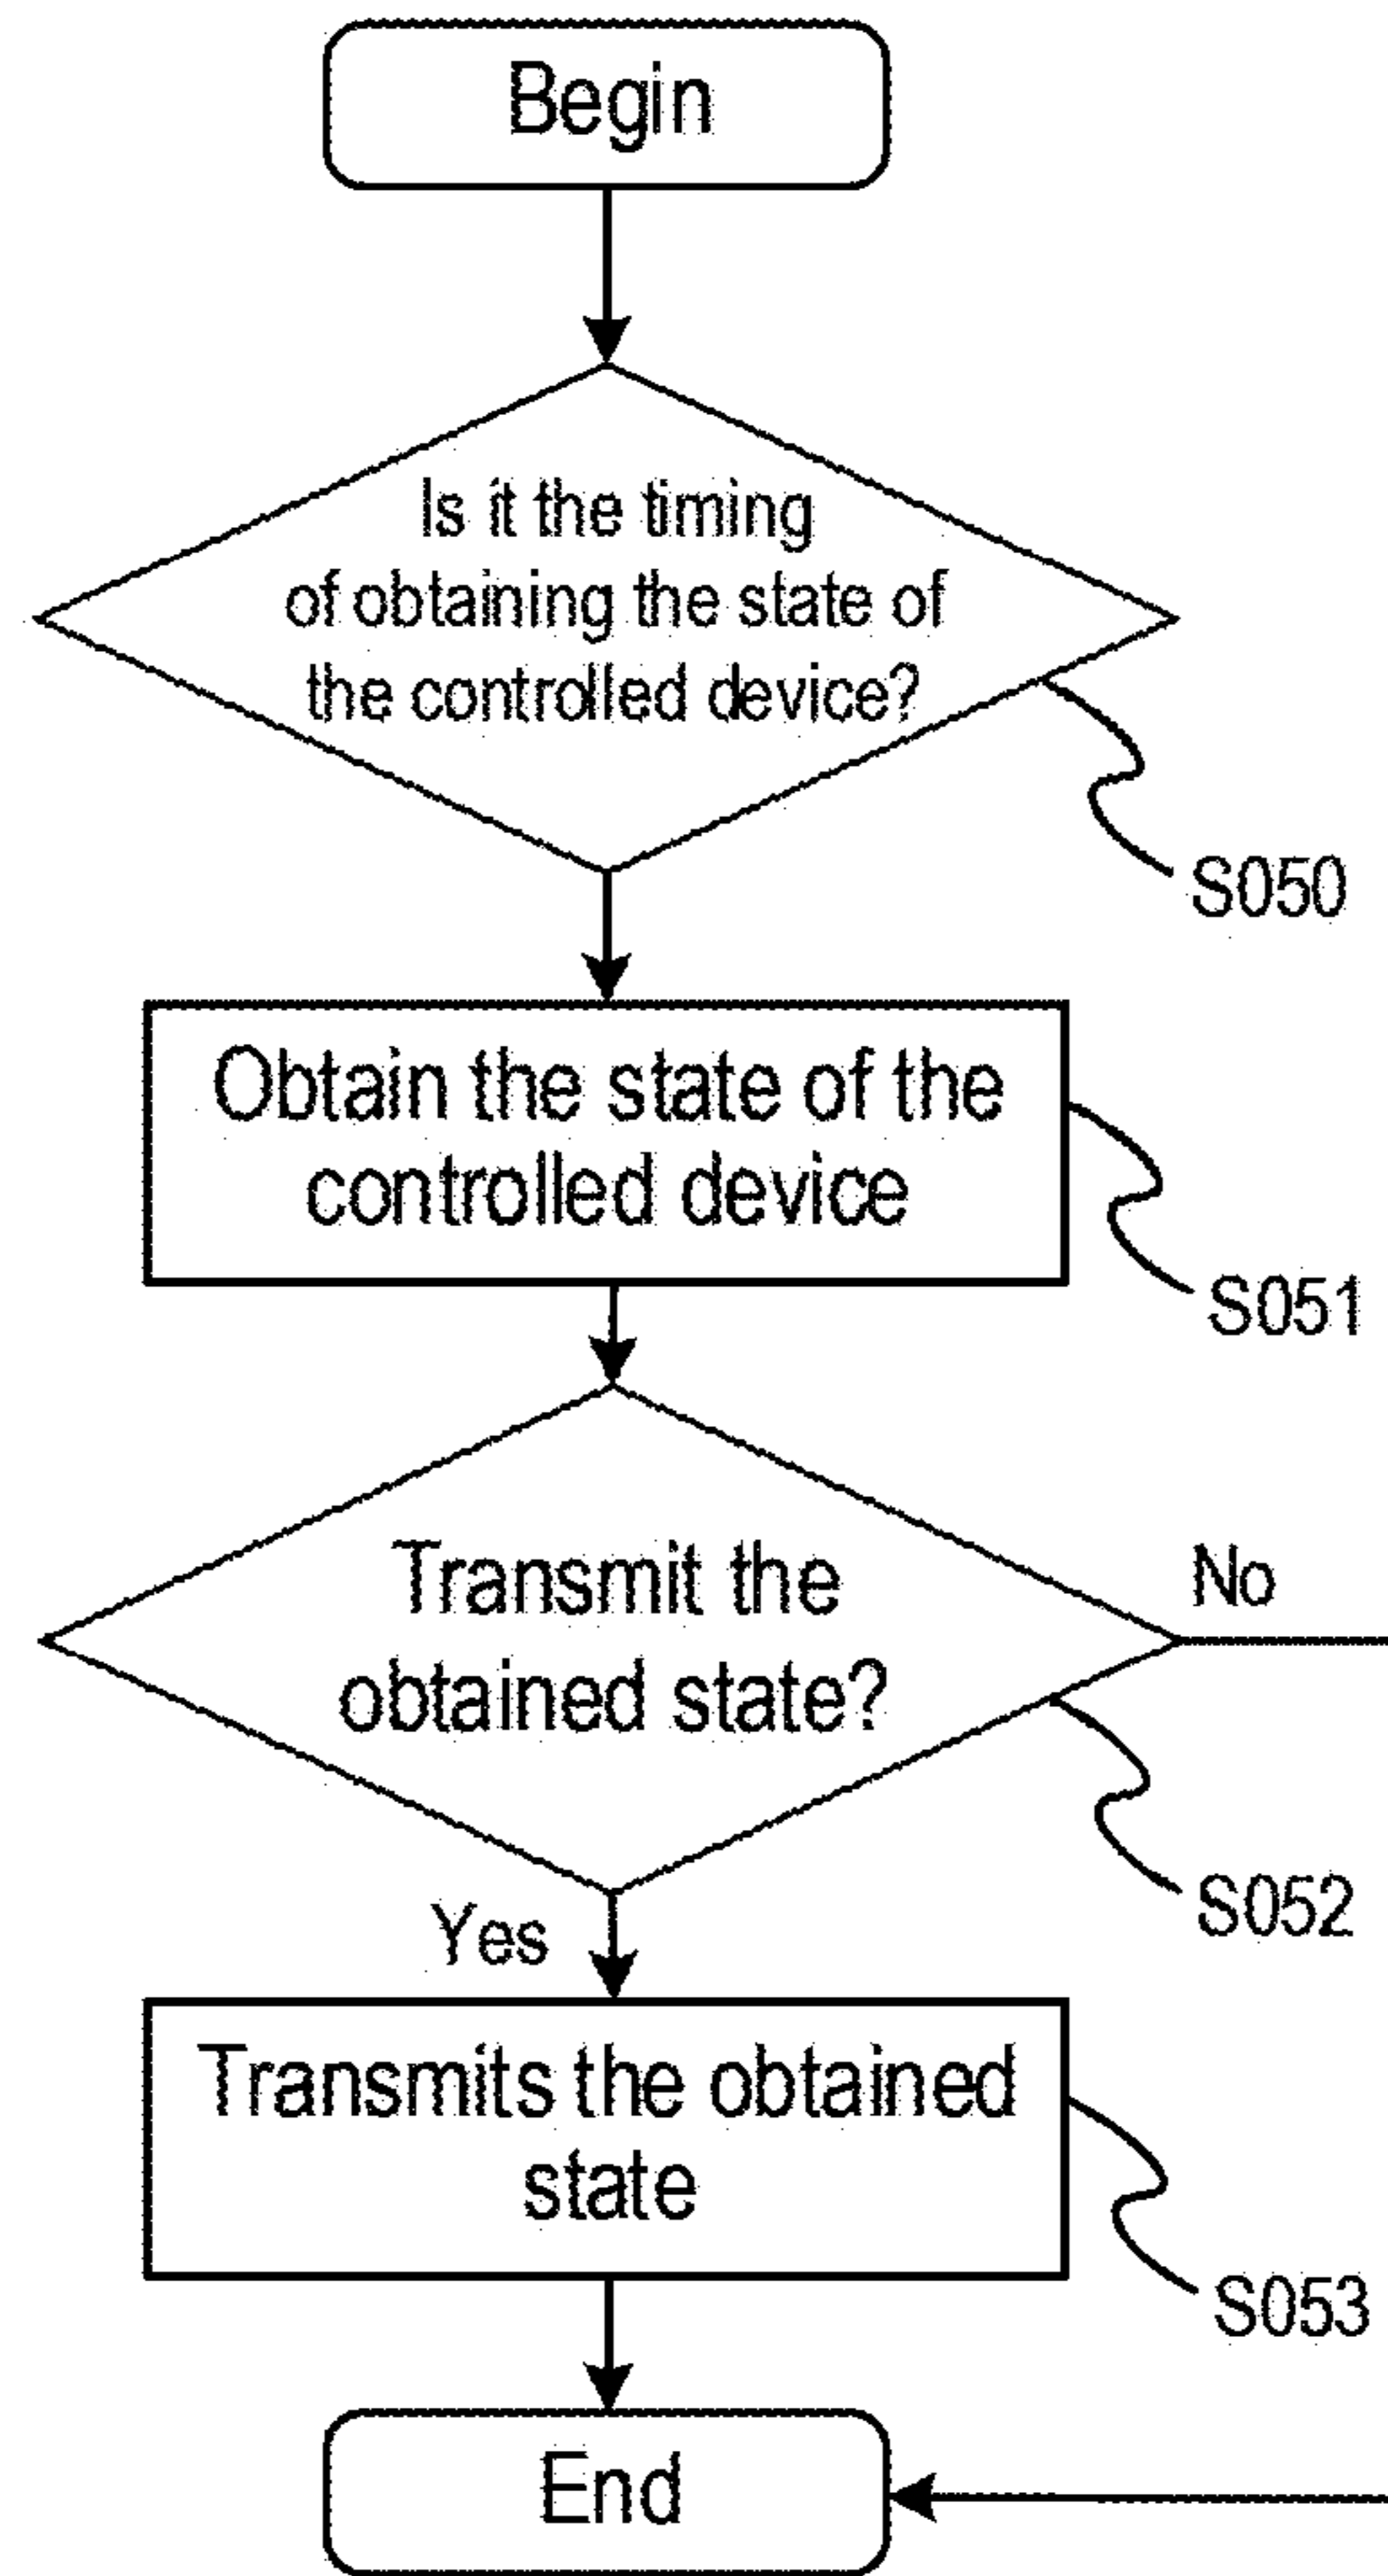 Begin
Is it the timing
of obtaining the state of
the controlled device?
S050
Obtain the state of the
controlled device
S051
Transmit the
obtained state?
No
S052
Yes
Transmits the obtained
state
S053
End